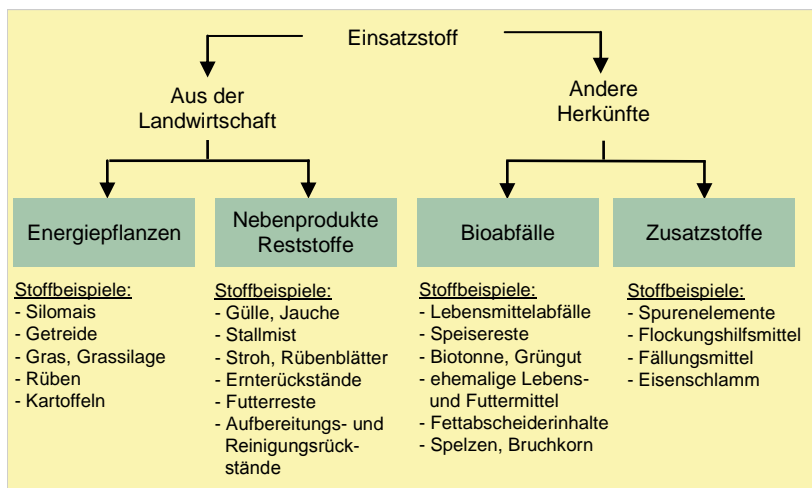 Einsatzstoff
Aus der
Landwirtschaft
Andere
Herkünfte
Energiepflanzen
Nebenprodukte
Reststoffe
Bioabfälle
Zusatzstoffe
Stoffbeispiele:
- Silomais
- Getreide
- Gras, Grassilage
- Rüben
- Kartoffeln
Stoffbeispiele:
- Gülle, Jauche
- Stallmist
- Stroh, Rübenblätter
- Ernterückstände
- Futterreste
- Aufbereitungs- und
Reinigungsrück-
stände
Stoffbeispiele:
- Lebensmittelabfälle
- Speisereste
- Biotonne, Grüngut
- ehemalige Lebens-
und Futtermittel
- Fettabscheiderinhalte
- Spelzen, Bruchkorn
Stoffbeispiele:
- Spurenelemente
- Flockungshilfsmittel
- Fällungsmittel
- Eisenschlamm